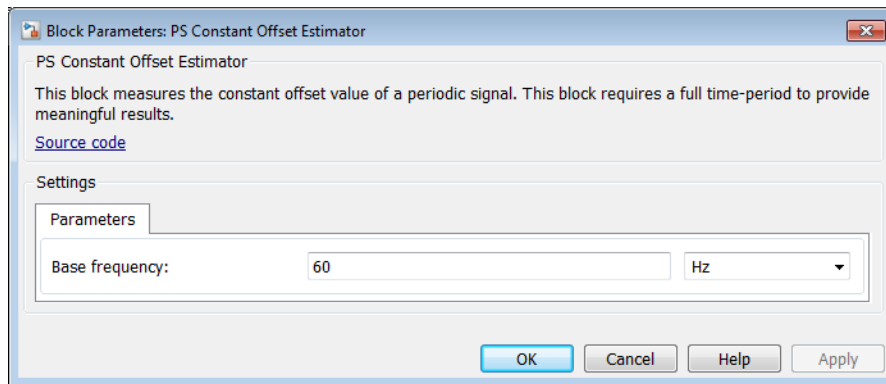 Block Parameters: PS Constant Offset Estimator
PS Constant Offset Estimator
This block measures the constant offset value of a periodic signal. This block requires a full time-period to provide
meaningful results.
Source code
Settings
Parameters
Base frequency: 60 Hz
OK Cancel Help Apply